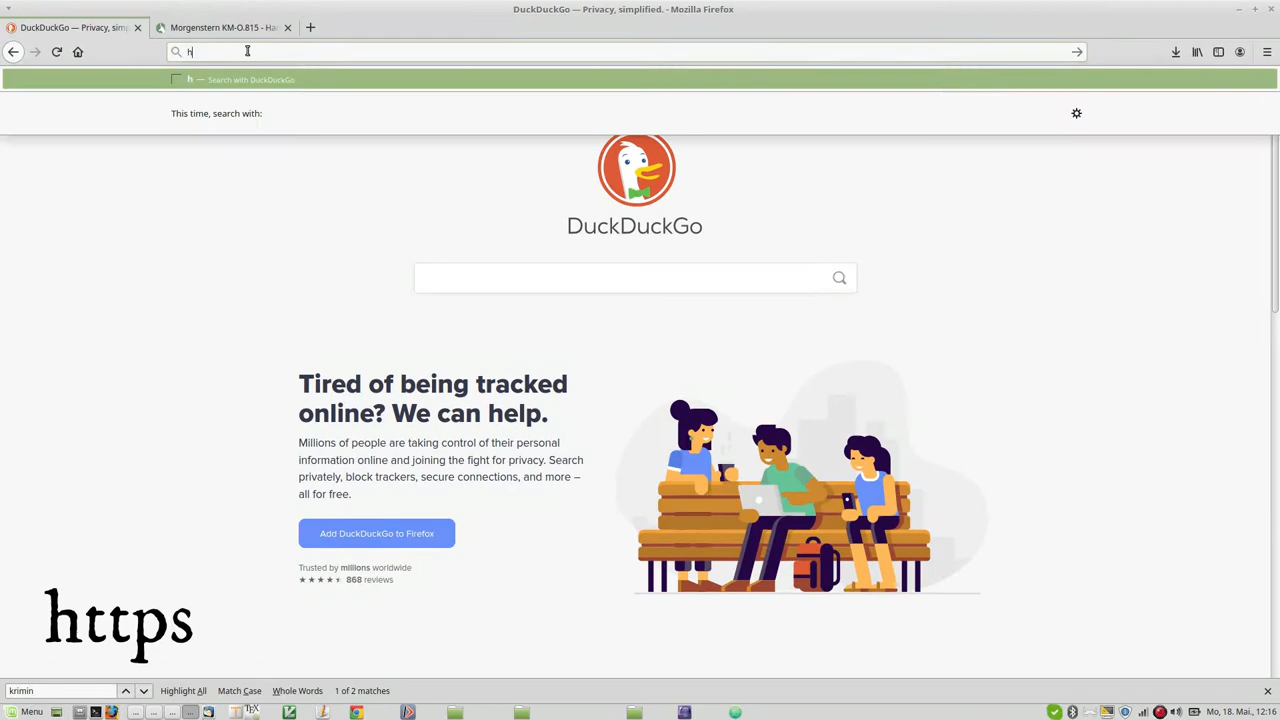 DuckDuckGo — Privacy, simplified. - Mozilla Firefox
DuckDuckGo — Privacy, simp
Morgenstern KM-O.815 - Ha
h
h — Search with DuckDuckGo
This time, search with:
DuckDuckGo
Tired of being tracked
online? We can help.
Millions of people are taking control of their personal
information online and joining the fight for privacy. Search
privately, block trackers, secure connections, and more –
all for free.
Add DuckDuckGo to Firefox
Trusted by millions worldwide
★★★★★ 868 reviews
https
krimin
Highlight All
Match Case
Whole Words
1 of 2 matches
Menu
Mo, 18. Mai., 12:16